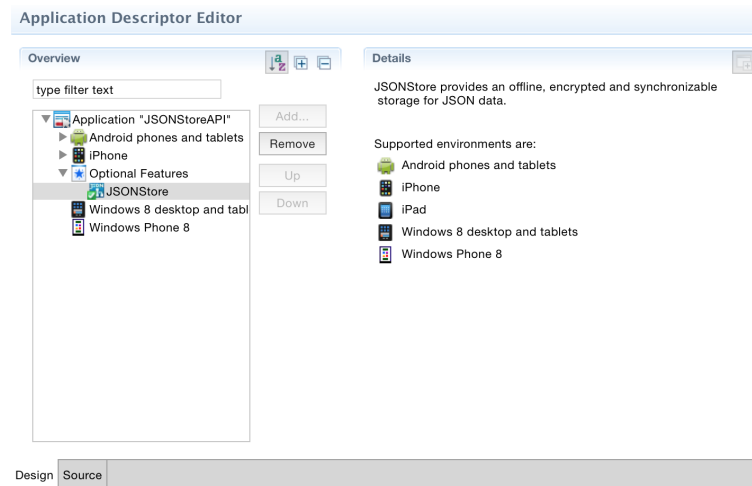 Application Descriptor Editor
Overview
type filter text
Application "JSONStoreAPI"
Android phones and tablets
iPhone
Optional Features
JSONStore
Windows 8 desktop and tabl
Windows Phone 8
Add...
Remove
Up
Down
Details
JSONStore provides an offline, encrypted and synchronizable
storage for JSON data.
Supported environments are:
Android phones and tablets
iPhone
iPad
Windows 8 desktop and tablets
Windows Phone 8
Design
Source